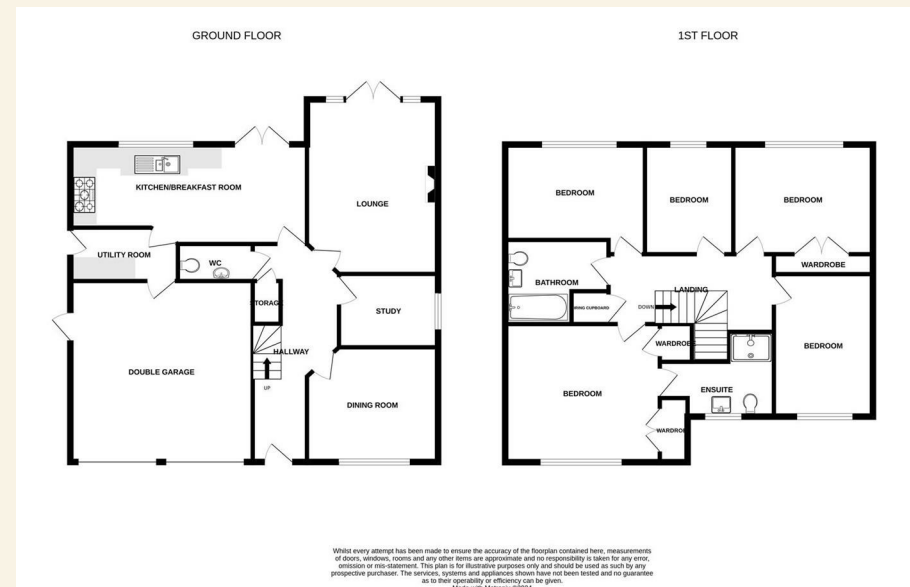 GROUND FLOOR
1ST FLOOR
KITCHEN/BREAKFAST ROOM
LOUNGE
UTILITY ROOM
WC
STORAGE
STUDY
HALLWAY
DOUBLE GARAGE
UP
DINING ROOM
BEDROOM
BEDROOM
BEDROOM
WARDROBE
BATHROOM
LANDING
CUPBOARD
DOWN
WARDROBE
BEDROOM
BEDROOM
ENSUITE
WARDROBE
Whilst every attempt has been made to ensure the accuracy of the floorplan contained here, measurements
of doors, windows, rooms and any other items are approximate and no responsibility is taken for any error,
omission or mis-statement. This plan is for illustrative purposes only and should be used as such by any
prospective purchaser. The services, systems and appliances shown have not been tested and no guarantee
as to their operability or efficiency can be given.
Made with Metropix ©2024